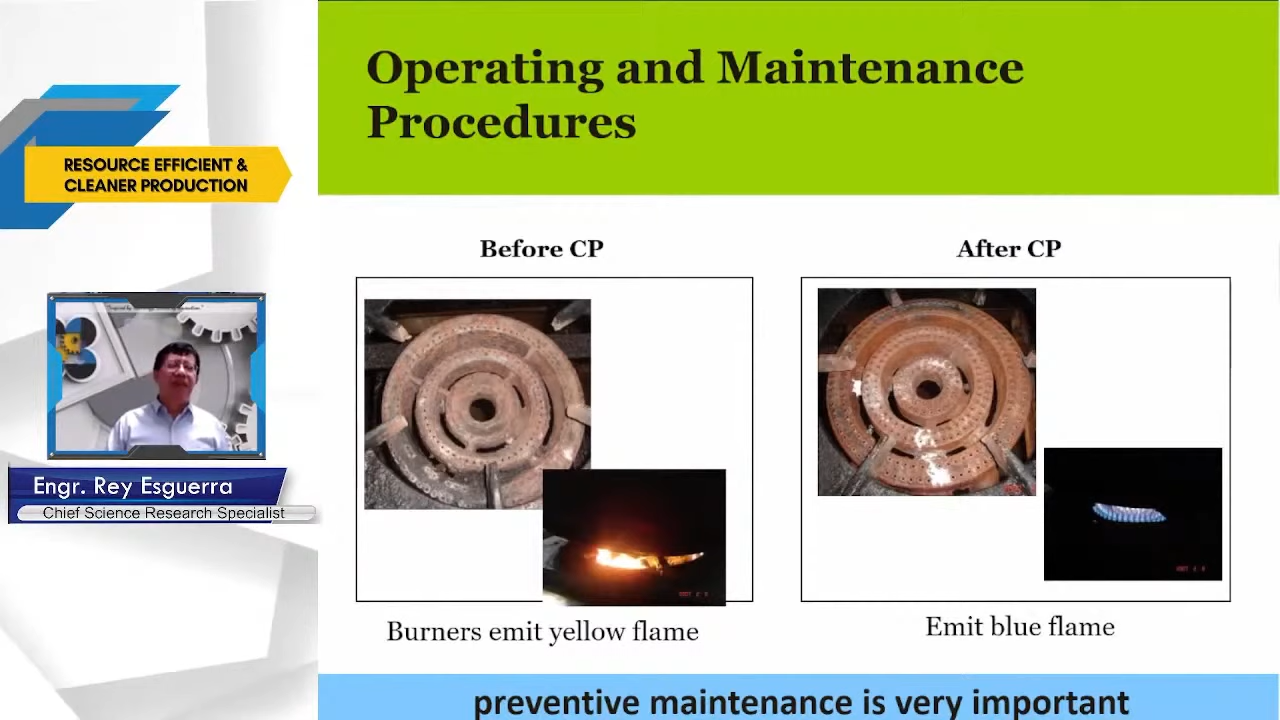 RESOURCE EFFICIENT &
CLEANER PRODUCTION
Engr. Rey Esguerra
Chief Science Research Specialist
Operating and Maintenance
Procedures
Before CP
After CP
Burners emit yellow flame
Emit blue flame
preventive maintenance is very important